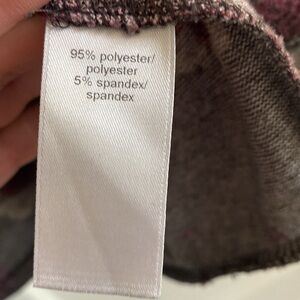 95% polyester/
polyester
5% spandex/
spandex